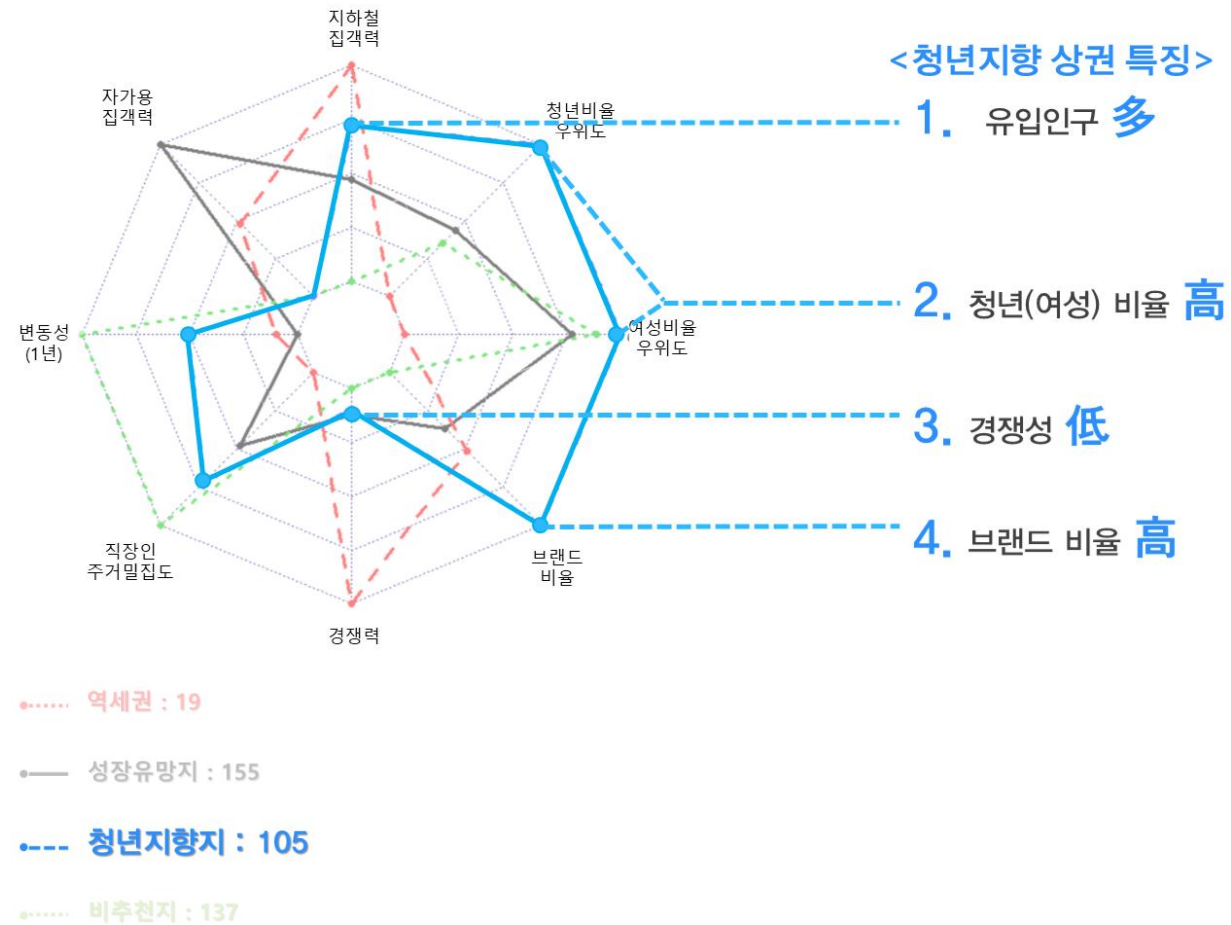 지하철
집객력
<청년지향 상권 특징>
자가용
집객력
청년비율
우위도
1. 유입인구 多
2. 청년(여성) 비율 高
변동성
(1년)
여성비율
우위도
3. 경쟁성 低
4. 브랜드 비율 高
직장인
주거밀집도
브랜드
비율
경쟁력
역세권 : 19
성장유망지 : 155
청년지향지 : 105
비추천지 : 137